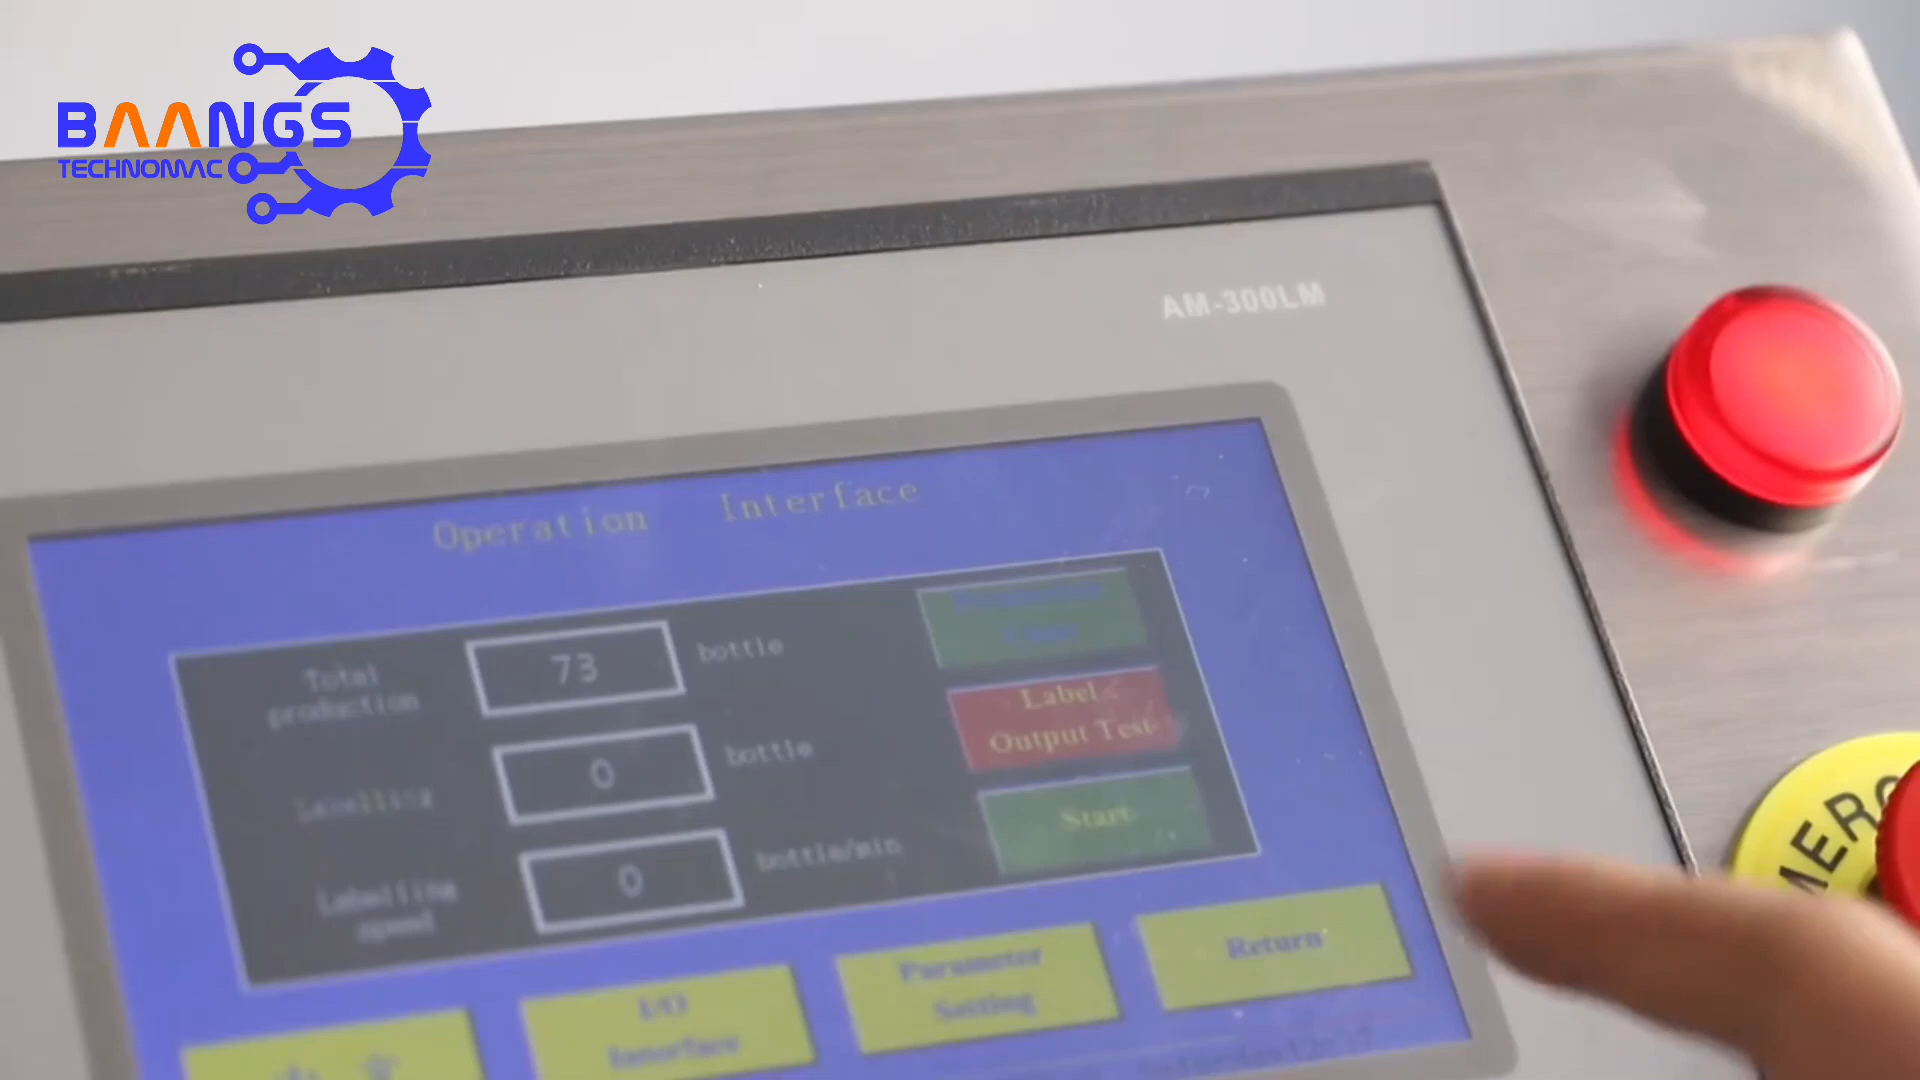 BAANGS
TECHNOMAC
AM-300LM
Operation Interface
Total
production
73
bottle
Label
Output Test
Labelling
0
bottle
Start
Labelling
speed
0
bottle/min
I/O
Interface
Parameter
Setting
Return
MERG